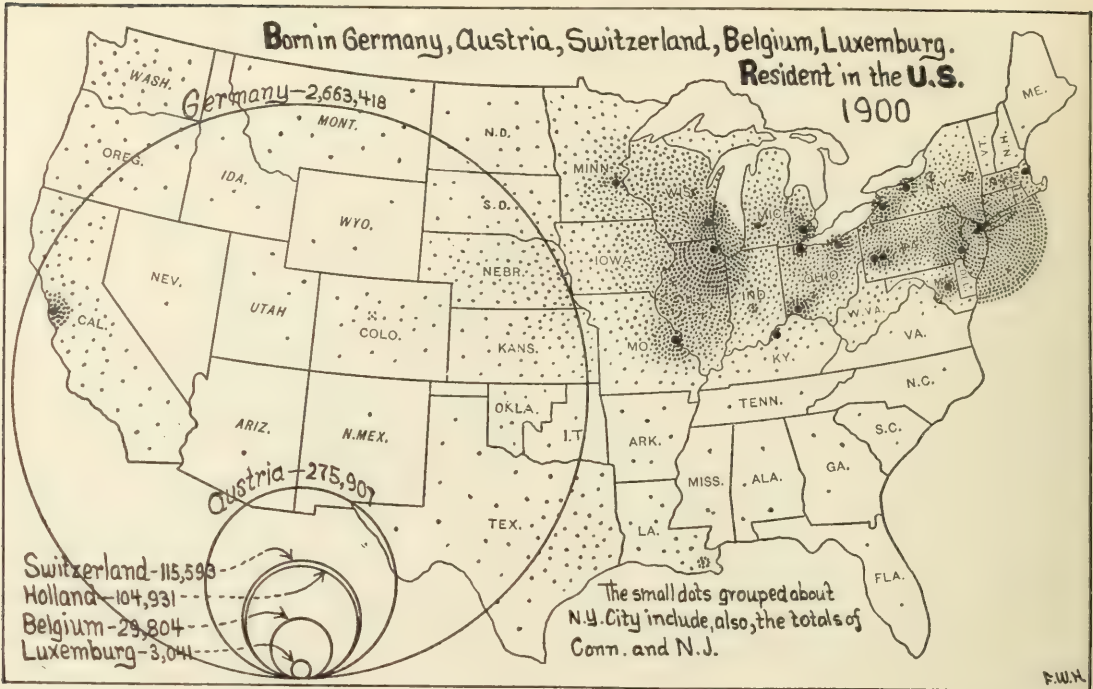 Born in Germany, Austria, Switzerland, Belgium, Luxemburg.
Resident in the U.S.
1900
Germany-2,663,418
WASH.
OREG.
IDA.
MONT.
WYO.
N.D.
S.D.
NEBR.
KANS.
NEV.
UTAH
COLO.
CAL.
ARIZ.
N.MEX.
OKLA.
I.T.
TEX.
MINN.
IOWA
MO.
ARK.
LA.
WIS.
ILL.
MIC.
IND.
OHIO
KY.
TENN.
MISS.
ALA.
GA.
FLA.
S.C.
N.C.
VA.
W.VA.
PA.
N.Y.
VT.
N.H.
ME.
Austria-275,907
Switzerland-115,593
Holland-104,931
Belgium-29,804
Luxemburg-3,041
The small dots grouped about
N.Y. City include, also, the totals of
Conn. and N.J.
F.W.H.